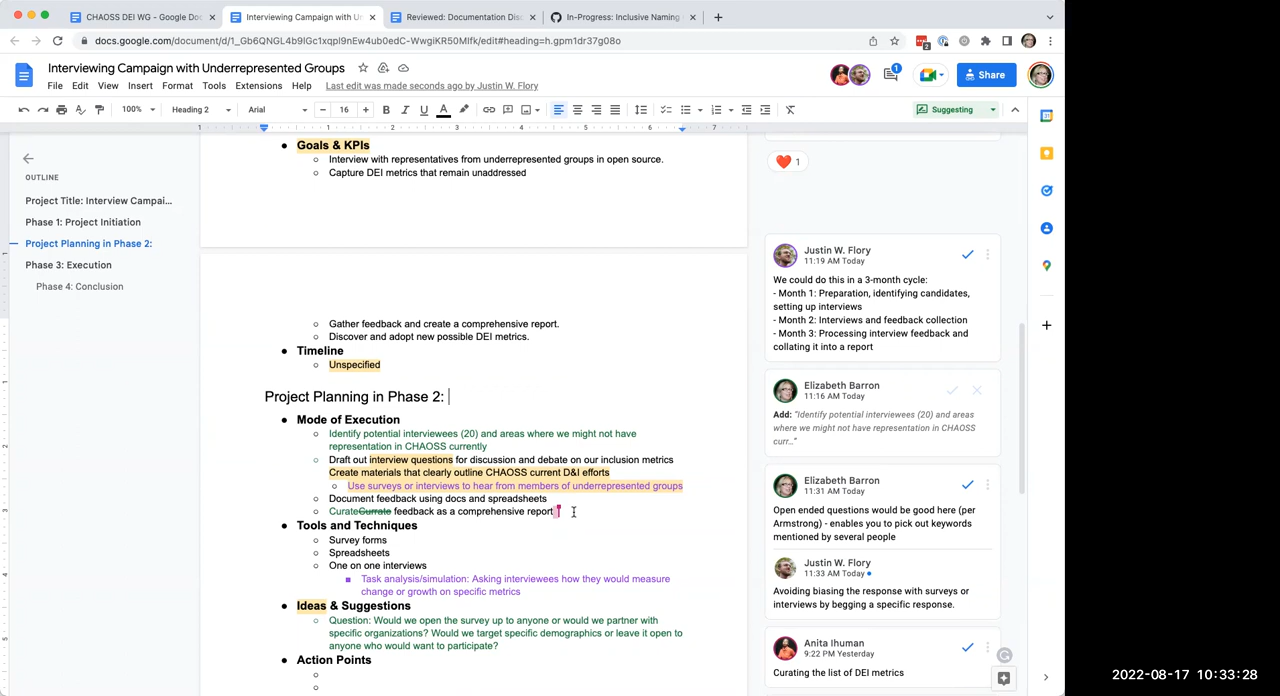 CHAOSS DEI WG - Google Doc
Interviewing Campaign with Un
Reviewed: Documentation Disc
In-Progress: Inclusive Naming
docs.google.com/document/d/1_Gb6QNGL4b9IGc1xqpl9nEw4ub0edC-WwgiKR50Mlfk/edit#heading=h.gpm1dr37g08o
2
Interviewing Campaign with Underrepresented Groups
File Edit View Insert Format Tools Extensions Help Last edit was made seconds ago by Justin W. Flory
1
Share
100% Heading 2 Arial 16 B I U A Suggesting
1 1 2 3 4 5 6 7
OUTLINE
Project Title: Interview Campai...
Phase 1: Project Initiation
Project Planning in Phase 2:
Phase 3: Execution
Phase 4: Conclusion
Goals & KPIs
Interview with representatives from underrepresented groups in open source.
Capture DEI metrics that remain unaddressed
Gather feedback and create a comprehensive report.
Discover and adopt new possible DEI metrics.
Timeline
Unspecified
Project Planning in Phase 2:
Mode of Execution
Identify potential interviewees (20) and areas where we might not have
representation in CHAOSS currently
Draft out interview questions for discussion and debate on our inclusion metrics
Create materials that clearly outline CHAOSS current D&I efforts
Use surveys or interviews to hear from members of underrepresented groups
Document feedback using docs and spreadsheets
CurateCurrate feedback as a comprehensive report
Tools and Techniques
Survey forms
Spreadsheets
One on one interviews
Task analysis/simulation: Asking interviewees how they would measure
change or growth on specific metrics
Ideas & Suggestions
Question: Would we open the survey up to anyone or would we partner with
specific organizations? Would we target specific demographics or leave it open to
anyone who would want to participate?
Action Points
1
Justin W. Flory
11:19 AM Today
We could do this in a 3-month cycle:
- Month 1: Preparation, identifying candidates,
setting up interviews
- Month 2: Interviews and feedback collection
- Month 3: Processing interview feedback and
collating it into a report
Elizabeth Barron
11:16 AM Today
Add: "Identify potential interviewees (20) and areas
where we might not have representation in CHAOSS
curr..."
Elizabeth Barron
11:31 AM Today
Open ended questions would be good here (per
Armstrong) - enables you to pick out keywords
mentioned by several people
Justin W. Flory
11:33 AM Today
Avoiding biasing the response with surveys or
interviews by begging a specific response.
Anita Ihuman
9:22 PM Yesterday
Curating the list of DEI metrics
2022-08-17 10:33:28